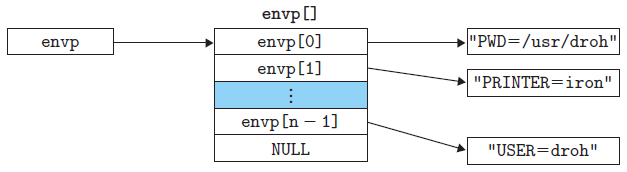 envp[]
envp
envp[0]
"PWD=/usr/droh"
envp[1]
"PRINTER=iron"
⋮
envp[n − 1]
NULL
"USER=droh"